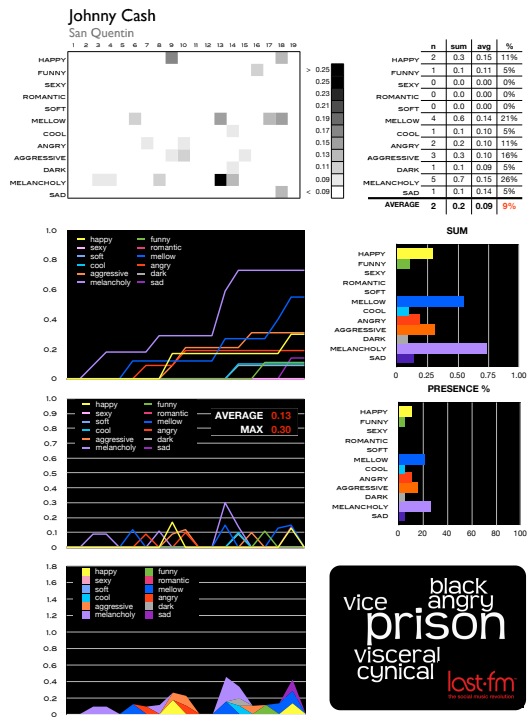 Johnny Cash
San Quentin
1 2 3 4 5 6 7 8 9 10 11 12 13 14 15 16 17 18 19
HAPPY
FUNNY
SEXY
ROMANTIC
SOFT
MELLOW
COOL
ANGRY
AGGRESSIVE
DARK
MELANCHOLY
SAD
> 0.25
0.25
0.23
0.21
0.19
0.17
0.15
0.13
0.11
0.09
< 0.09
n sum avg %
HAPPY 2 0.3 0.15 11%
FUNNY 1 0.1 0.11 5%
SEXY 0 0.0 0.00 0%
ROMANTIC 0 0.0 0.00 0%
SOFT 0 0.0 0.00 0%
MELLOW 4 0.6 0.14 21%
COOL 1 0.1 0.10 5%
ANGRY 2 0.2 0.10 11%
AGGRESSIVE 3 0.3 0.10 16%
DARK 1 0.1 0.09 5%
MELANCHOLY 5 0.7 0.15 26%
SAD 1 0.1 0.14 5%
AVERAGE 2 0.2 0.09 9%
1.0
0.8
0.6
0.4
0.2
0
happy funny
sexy romantic
soft mellow
cool angry
aggressive dark
melancholy sad
SUM
HAPPY
FUNNY
SEXY
ROMANTIC
SOFT
MELLOW
COOL
ANGRY
AGGRESSIVE
DARK
MELANCHOLY
SAD
0 0.25 0.50 0.75 1.00
1.0
0.9
0.8
0.7
0.6
0.5
0.4
0.3
0.2
0.1
0
happy funny
sexy romantic
soft mellow
cool angry
aggressive dark
melancholy sad
AVERAGE 0.13
MAX 0.30
PRESENCE %
HAPPY
FUNNY
SEXY
ROMANTIC
SOFT
MELLOW
COOL
ANGRY
AGGRESSIVE
DARK
MELANCHOLY
SAD
0 20 40 60 80 100
1.8
1.6
1.4
1.2
1.0
0.8
0.6
0.4
0.2
0
happy funny
sexy romantic
soft mellow
cool angry
aggressive dark
melancholy sad
black
vice angry
prison
visceral
cynical
last·fm
the social music revolution